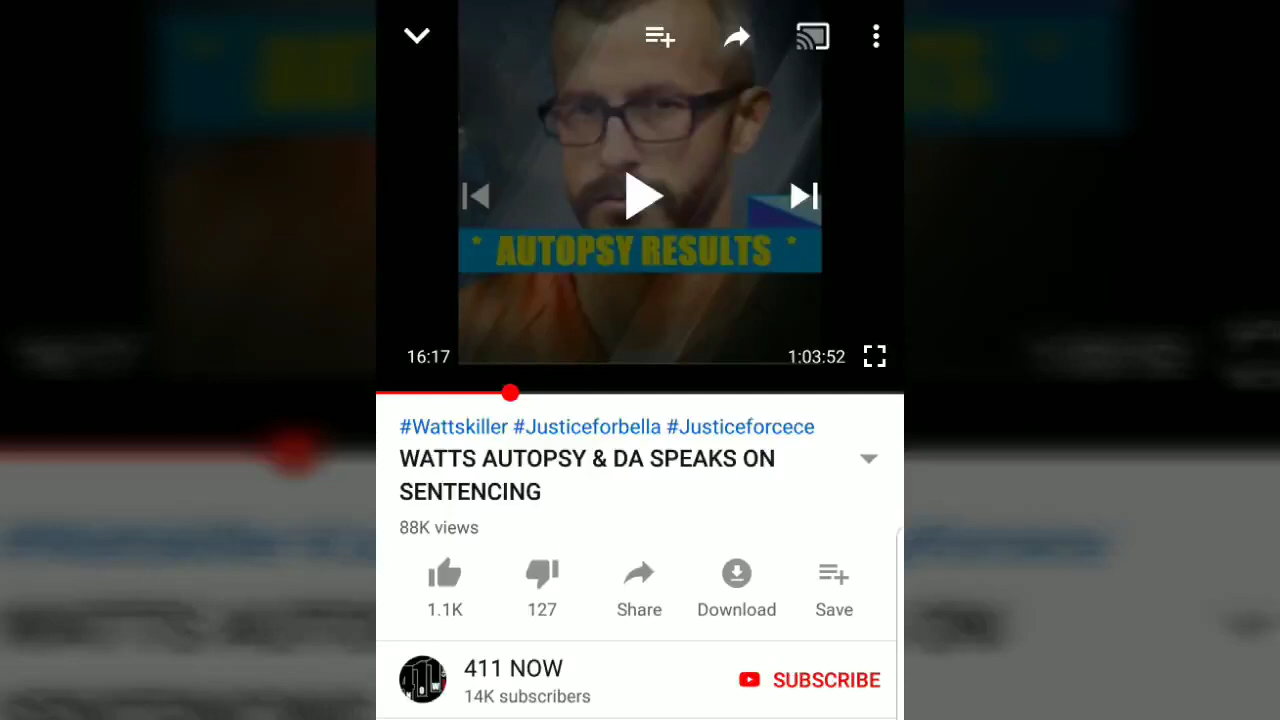 * AUTOPSY RESULTS *
16:17
1:03:52
#Wattskiller #Justiceforbella #Justiceforcece
WATTS AUTOPSY & DA SPEAKS ON
SENTENCING
88K views
1.1K
127
Share
Download
Save
411 NOW
14K subscribers
SUBSCRIBE